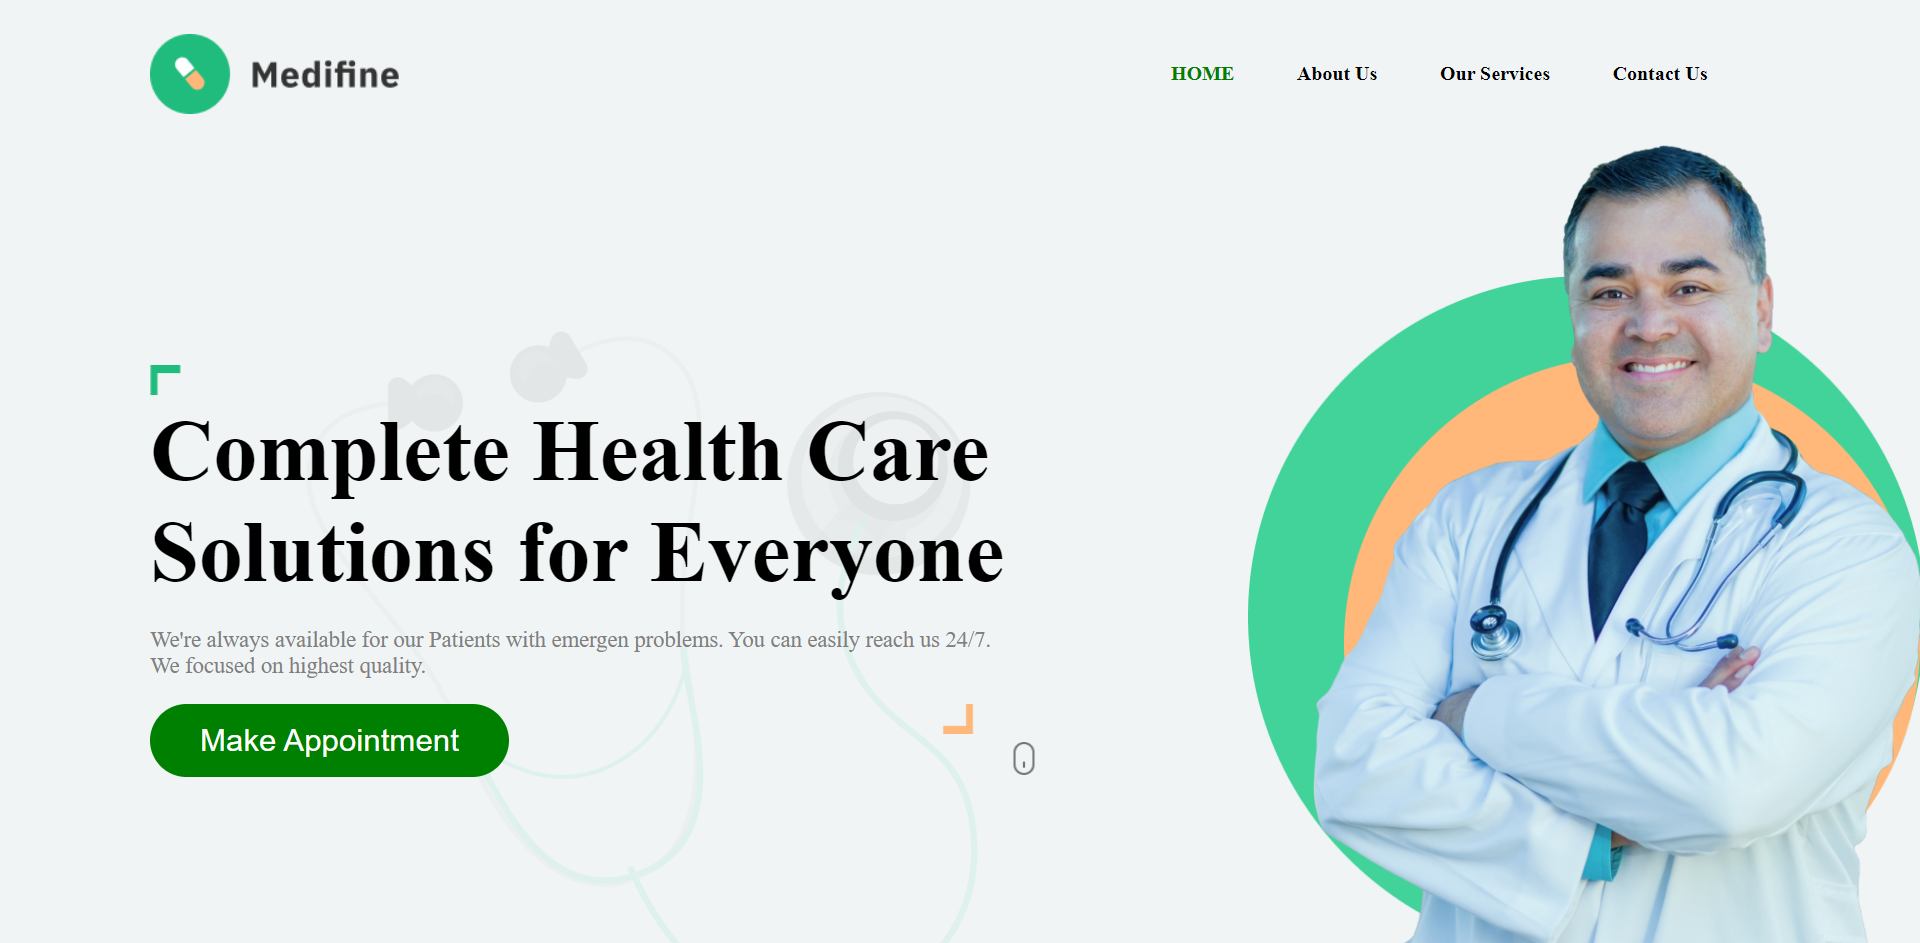 Medifine
HOME About Us Our Services Contact Us
Complete Health Care
Solutions for Everyone
We're always available for our Patients with emergen problems. You can easily reach us 24/7.
We focused on highest quality.
Make Appointment